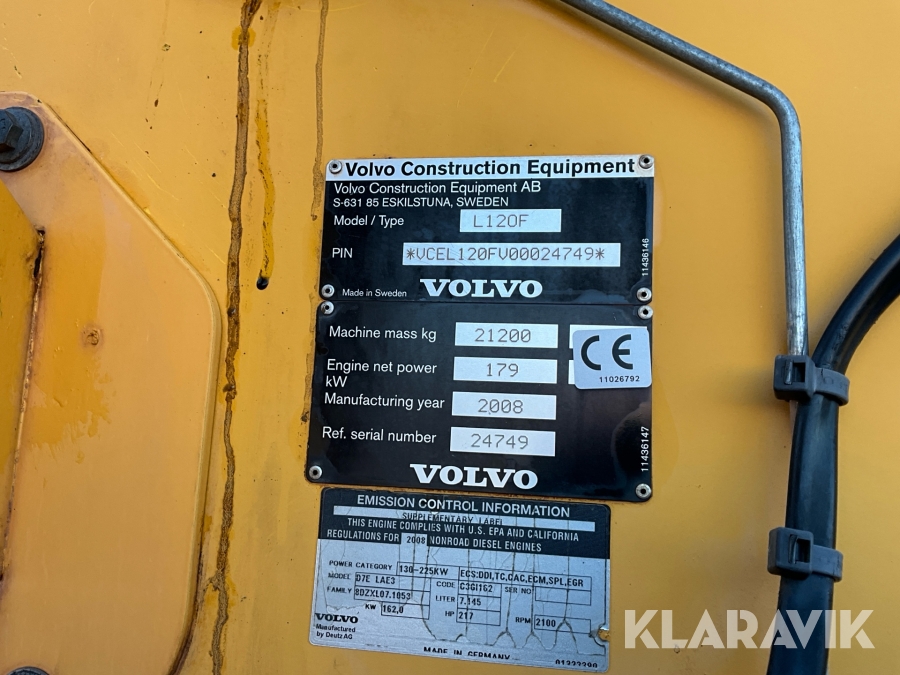 Volvo Construction Equipment
Volvo Construction Equipment AB
S-631 85 ESKILSTUNA, SWEDEN
Model / Type L120F
PIN *VCEL120FV00024749*
Made in Sweden VOLVO
11436146
Machine mass kg 21200
CE
11026792
Engine net power kW 179
Manufacturing year 2008
Ref. serial number 24749
VOLVO
11436147
EMISSION CONTROL INFORMATION
SUPPLEMENTARY LABEL
THIS ENGINE COMPLIES WITH U.S. EPA AND CALIFORNIA
REGULATIONS FOR 2008 NONROAD DIESEL ENGINES
POWER CATEGORY 130-225KW ECS:DDI,TC,CAC,ECM,SPL,EGR
MODEL D7E LAE3 CODE C3GI162 SER NO
FAMILY 8DZXL07.1053 LITER 7.145
KW 162,0 HP 217 RPM 2100
VOLVO
Manufactured
by Deutz AG
MADE IN GERMANY
KLARAVIK